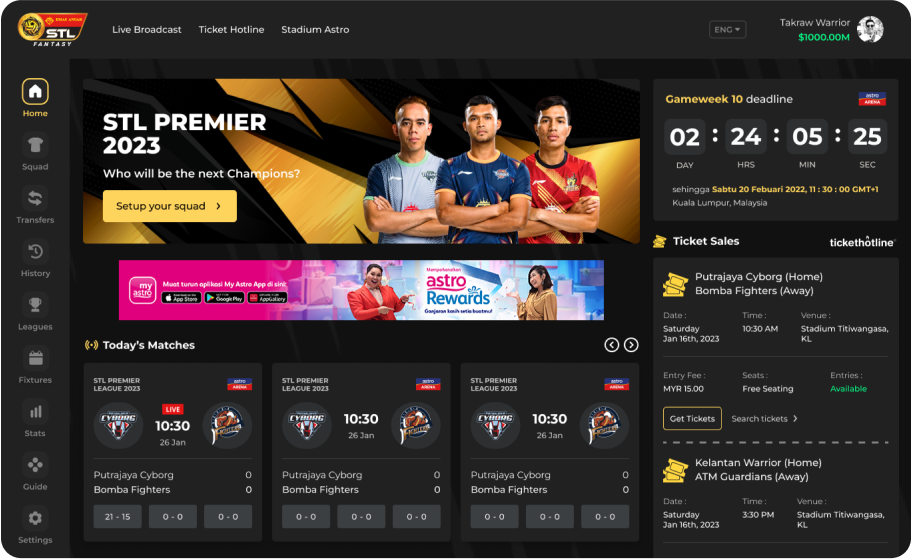 EPAK AWAM
STL
FANTASY
Live Broadcast
Ticket Hotline
Stadium Astro
ENG
Takraw Warrior
$1000.00M
Home
Squad
Transfers
History
Leagues
Fixtures
Stats
Guide
Settings
STL PREMIER
2023
Who will be the next Champions?
Setup your squad
my
astro
Muat turun aplikasi My Astro App di sini:
App Store
Google Play
AppGallery
Memperkenalkan
astro
Rewards
Ganjaran kasih setia buatmu!
Today's Matches
STL PREMIER
LEAGUE 2023
astro
ARENA
CYBORG
LIVE
10:30
26 Jan
FIGHTERS
Putrajaya Cyborg 0
Bomba Fighters 0
21 - 15
0 - 0
0 - 0
STL PREMIER
LEAGUE 2023
astro
ARENA
CYBORG
10:30
26 Jan
FIGHTERS
Putrajaya Cyborg 0
Bomba Fighters 0
0 - 0
0 - 0
0 - 0
STL PREMIER
LEAGUE 2023
astro
ARENA
CYBORG
10:30
26 Jan
FIGHTERS
Putrajaya Cyborg 0
Bomba Fighters 0
0 - 0
0 - 0
0 - 0
Gameweek 10 deadline
astro
ARENA
02 : 24 : 05 : 25
DAY HRS MIN SEC
sehingga Sabtu 20 Febuari 2022, 11 : 30 : 00 GMT+1
Kuala Lumpur, Malaysia
Ticket Sales
tickethotline
Putrajaya Cyborg (Home)
Bomba Fighters (Away)
Date :
Saturday
Jan 16th, 2023
Time :
10:30 AM
Venue :
Stadium Titiwangasa,
KL
Entry Fee :
MYR 15.00
Seats :
Free Seating
Entries :
Available
Get Tickets
Search tickets
Kelantan Warrior (Home)
ATM Guardians (Away)
Date :
Saturday
Jan 16th, 2023
Time :
3:30 PM
Venue :
Stadium Titiwangasa,
KL